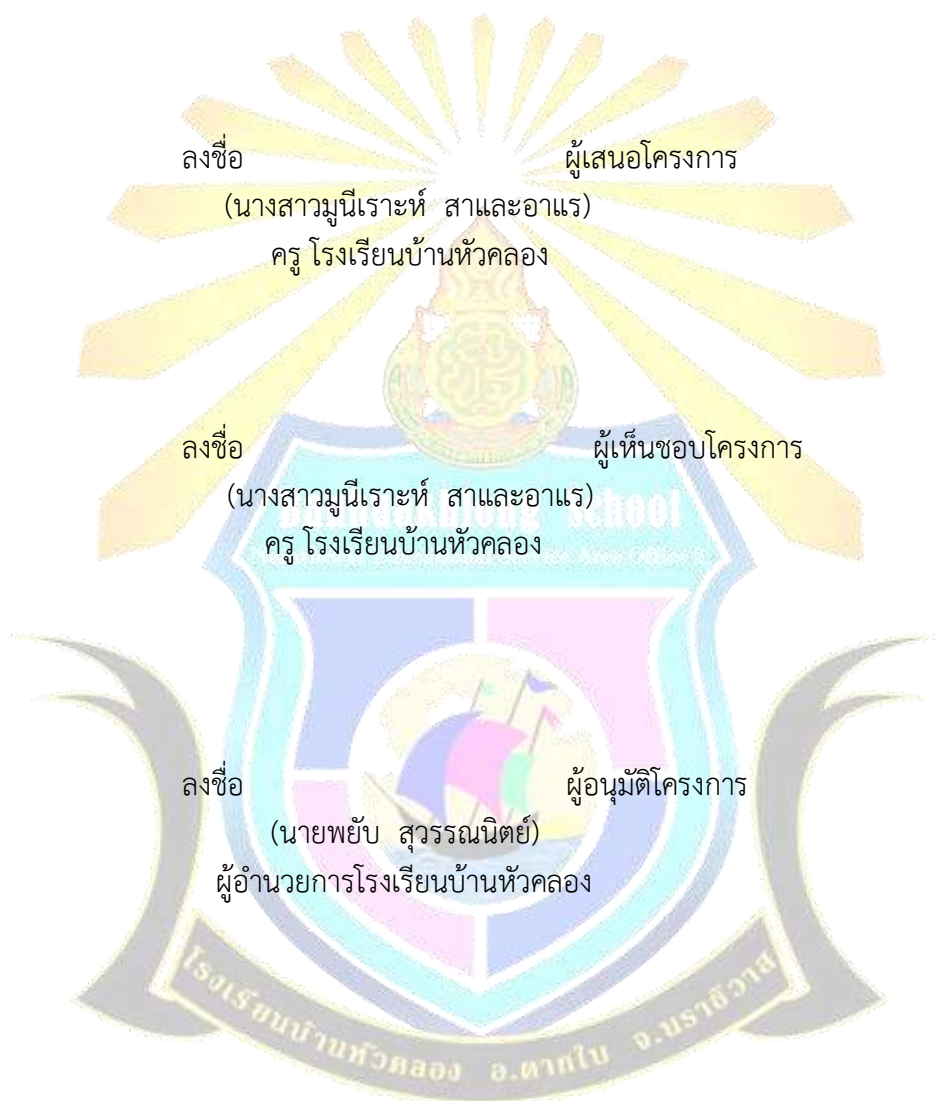 ลงชื่อ ผู้เสนอโครงการ
(นางสาวมูนีเราะห์ สาและอาแร)
ครู โรงเรียนบ้านหัวคลอง
ลงชื่อ ผู้เห็นชอบโครงการ
(นางสาวมูนีเราะห์ สาและอาแร)
school
ครู โรงเรียนบ้านหัวคลอง
ลงชื่อ ผู้อนุมัติโครงการ
(นายพยับ สุวรรณนิตย์)
ผู้อำนวยการโรงเรียนบ้านหัวคลอง
โรงเรียนบ้านหัวคลอง อ.ตากใบ จ.นราธิวาส